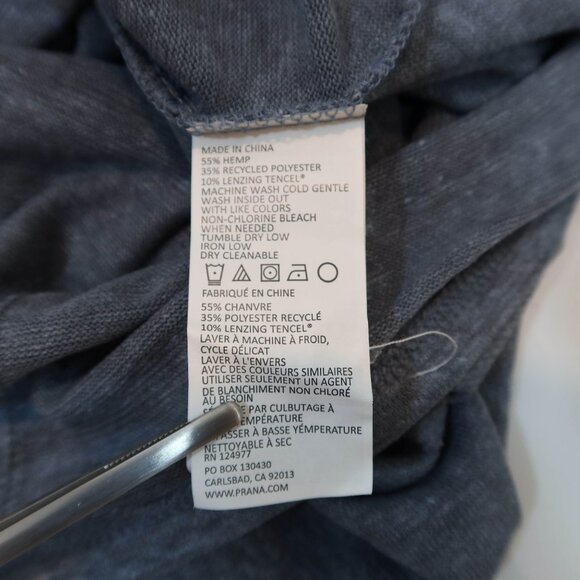 MADE IN CHINA
55% HEMP
35% RECYCLED POLYESTER
10% LENZING TENCEL®
MACHINE WASH COLD GENTLE
WASH INSIDE OUT
WITH LIKE COLORS
NON-CHLORINE BLEACH
WHEN NEEDED
TUMBLE DRY LOW
IRON LOW
DRY CLEANABLE
FABRIQUÉ EN CHINE
55% CHANVRE
35% POLYESTER RECYCLÉ
10% LENZING TENCEL®
LAVER À MACHINE À FROID,
CYCLE DÉLICAT
LAVER À L'ENVERS
AVEC DES COULEURS SIMILAIRES
UTILISER SEULEMENT UN AGENT
DE BLANCHIMENT NON CHLORÉ
AU BESOIN
PAR CULBUTAGE À
BASSE YÉMPERATURE
NETTOYABLE À SEC
RN 124977
PO BOX 130430
CARLSBAD, CA 92013
WWW.PRANA.COM